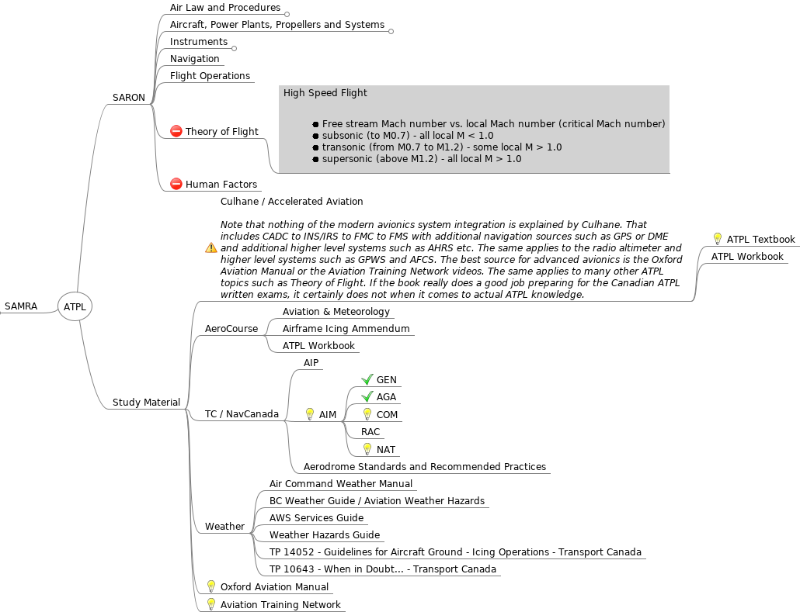 Air Law and Procedures
Aircraft, Power Plants, Propellers and Systems
Instruments
Navigation
Flight Operations
SARON
High Speed Flight
Free stream Mach number vs. local Mach number (critical Mach number)
subsonic (to M0.7) - all local M < 1.0
transonic (from M0.7 to M1.2) - some local M > 1.0
supersonic (above M1.2) - all local M > 1.0
Theory of Flight
Human Factors
Culhane / Accelerated Aviation
Note that nothing of the modern avionics system integration is explained by Culhane. That
includes CADC to INS/IRS to FMC to FMS with additional navigation sources such as GPS or DME
and additional higher level systems such as AHRS etc. The same applies to the radio altimeter and
higher level systems such as GPWS and AFCS. The best source for advanced avionics is the Oxford
Aviation Manual or the Aviation Training Network videos. The same applies to many other ATPL
topics such as Theory of Flight. If the book really does a good job preparing for the Canadian ATPL
written exams, it certainly does not when it comes to actual ATPL knowledge.
ATPL Textbook
ATPL Workbook
SAMRA
ATPL
AeroCourse
Aviation & Meteorology
Airframe Icing Ammendum
ATPL Workbook
Study Material
TC / NavCanada
AIP
AIM
GEN
AGA
COM
RAC
NAT
Aerodrome Standards and Recommended Practices
Weather
Air Command Weather Manual
BC Weather Guide / Aviation Weather Hazards
AWS Services Guide
Weather Hazards Guide
TP 14052 - Guidelines for Aircraft Ground - Icing Operations - Transport Canada
TP 10643 - When in Doubt... - Transport Canada
Oxford Aviation Manual
Aviation Training Network